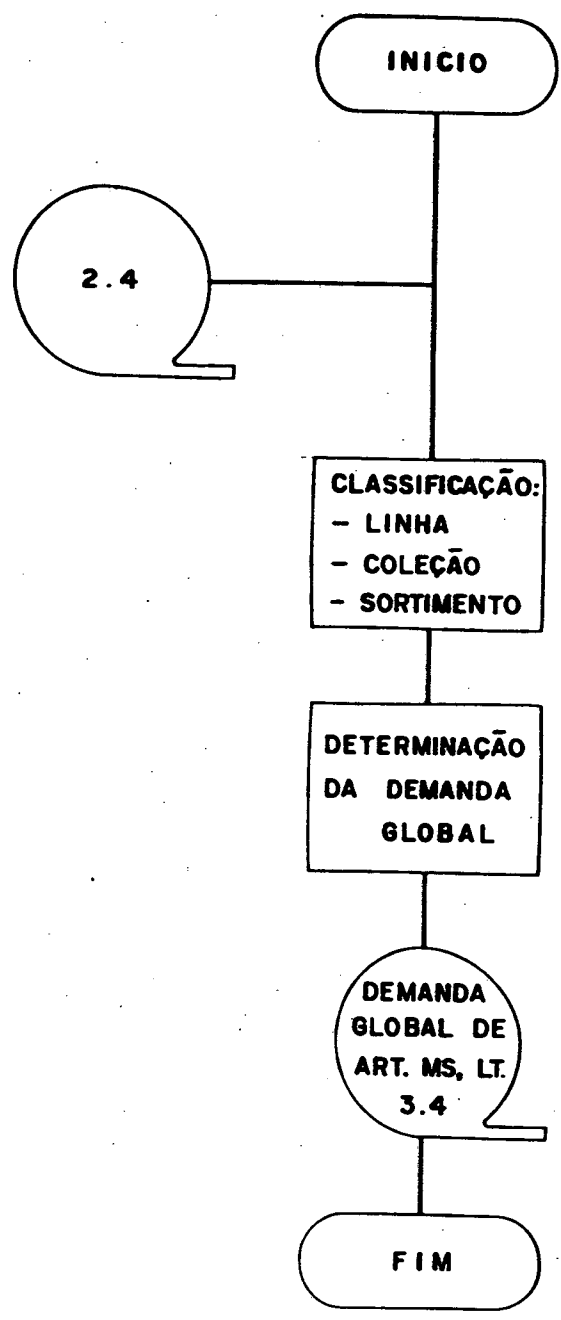 INICIO
2.4
CLASSIFICAÇÃO:
- LINHA
- COLEÇÃO
- SORTIMENTO
DETERMINAÇÃO
DA DEMANDA
GLOBAL
DEMANDA
GLOBAL DE
ART. MS, LT.
3.4
FIM